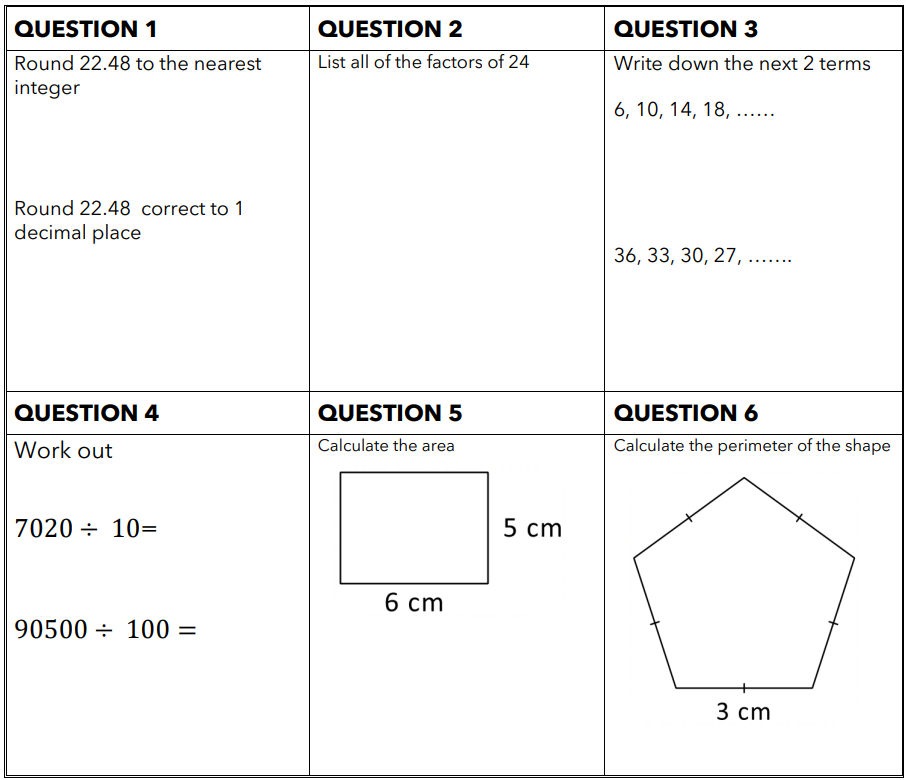 QUESTION 1
Round 22.48 to the nearest
integer
Round 22.48  correct to 1
decimal place
QUESTION 2
List all of the factors of 24
QUESTION 3
Write down the next 2 terms
6, 10, 14, 18, ……
36, 33, 30, 27, …….
QUESTION 4
Work out
7020 ÷ 10=
90500 ÷ 100 =
QUESTION 5
Calculate the area
5 cm
6 cm
QUESTION 6
Calculate the perimeter of the shape
3 cm